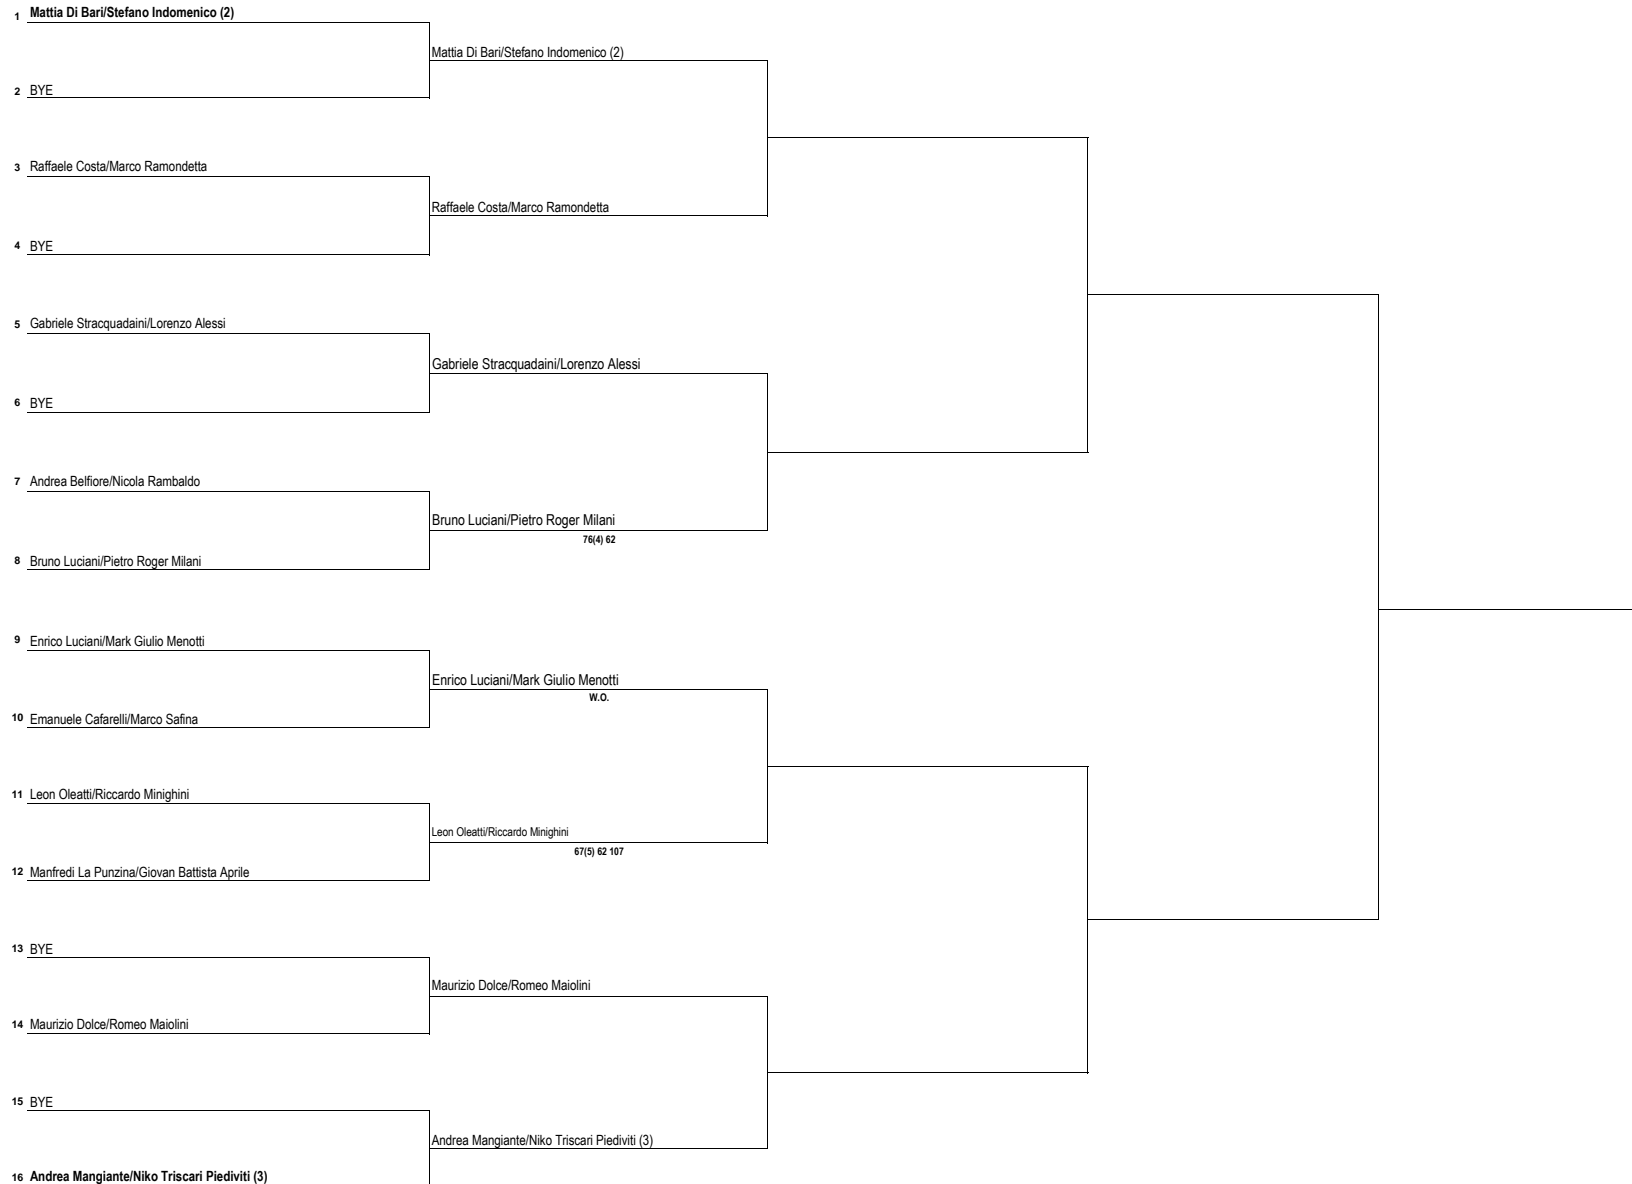 1 Mattia Di Bari/Stefano Indomenico (2)
Mattia Di Bari/Stefano Indomenico (2)
2 BYE
3 Raffaele Costa/Marco Ramondetta
Raffaele Costa/Marco Ramondetta
4 BYE
5 Gabriele Stracquadaini/Lorenzo Alessi
Gabriele Stracquadaini/Lorenzo Alessi
6 BYE
7 Andrea Belfiore/Nicola Rambaldo
Bruno Luciani/Pietro Roger Milani
76(4) 62
8 Bruno Luciani/Pietro Roger Milani
9 Enrico Luciani/Mark Giulio Menotti
Enrico Luciani/Mark Giulio Menotti
W.O.
10 Emanuele Cafarelli/Marco Safina
11 Leon Oleatti/Riccardo Minighini
Leon Oleatti/Riccardo Minighini
67(5) 62 107
12 Manfredi La Punzina/Giovan Battista Aprile
13 BYE
Maurizio Dolce/Romeo Maiolini
14 Maurizio Dolce/Romeo Maiolini
15 BYE
Andrea Mangiante/Niko Triscari Piediviti (3)
16 Andrea Mangiante/Niko Triscari Piediviti (3)